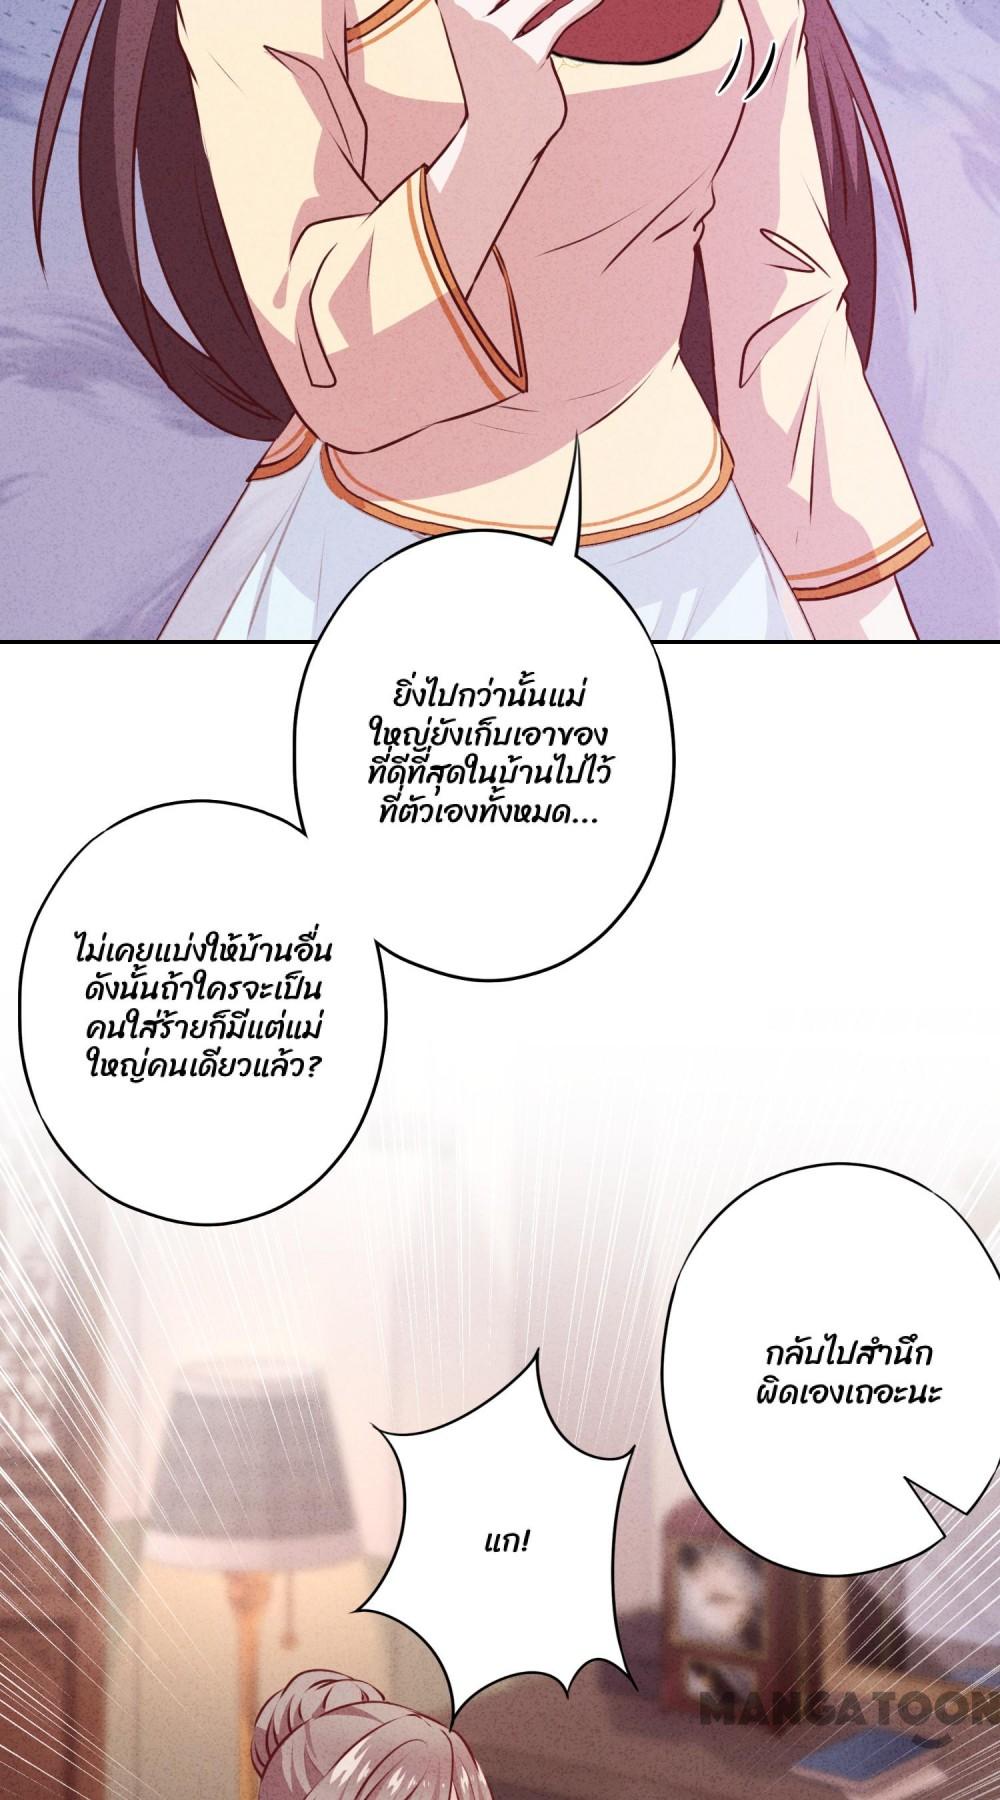 ยิ่งไปกว่านั้นแม่
ใหญ่ยังเก็บเอาของ
ที่ดีที่สุดในบ้านไปไว้
ที่ตัวเองทั้งหมด...
ไม่เคยแบ่งให้บ้านอื่น
ดังนั้นถ้าใครจะเป็น
คนใส่ร้ายก็มีแต่แม่
ใหญ่คนเดียวแล้ว?
กลับไปสำนึก
ผิดเองเถอะนะ
แก!
MANGATOON